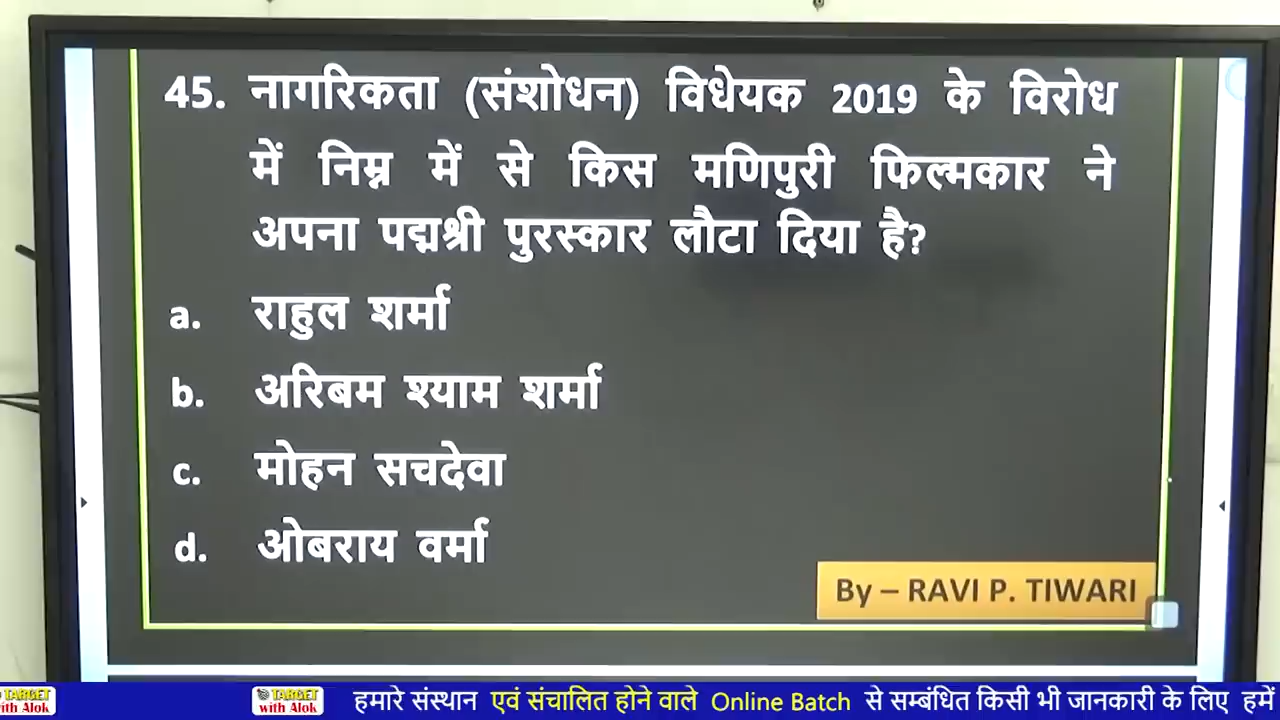 45. नागरिकता (संशोधन) विधेयक 2019 के विरोध
में निम्न में से किस मणिपुरी फिल्मकार ने
अपना पद्मश्री पुरस्कार लौटा दिया है?
a. राहुल शर्मा
b. अरिबम श्याम शर्मा
c. मोहन सचदेवा
d. ओबराय वर्मा
By – RAVI P. TIWARI
TARGET
with Alok
TARGET
with Alok
हमारे संस्थान एवं संचालित होने वाले Online Batch से सम्बंधित किसी भी जानकारी के लिए हमें